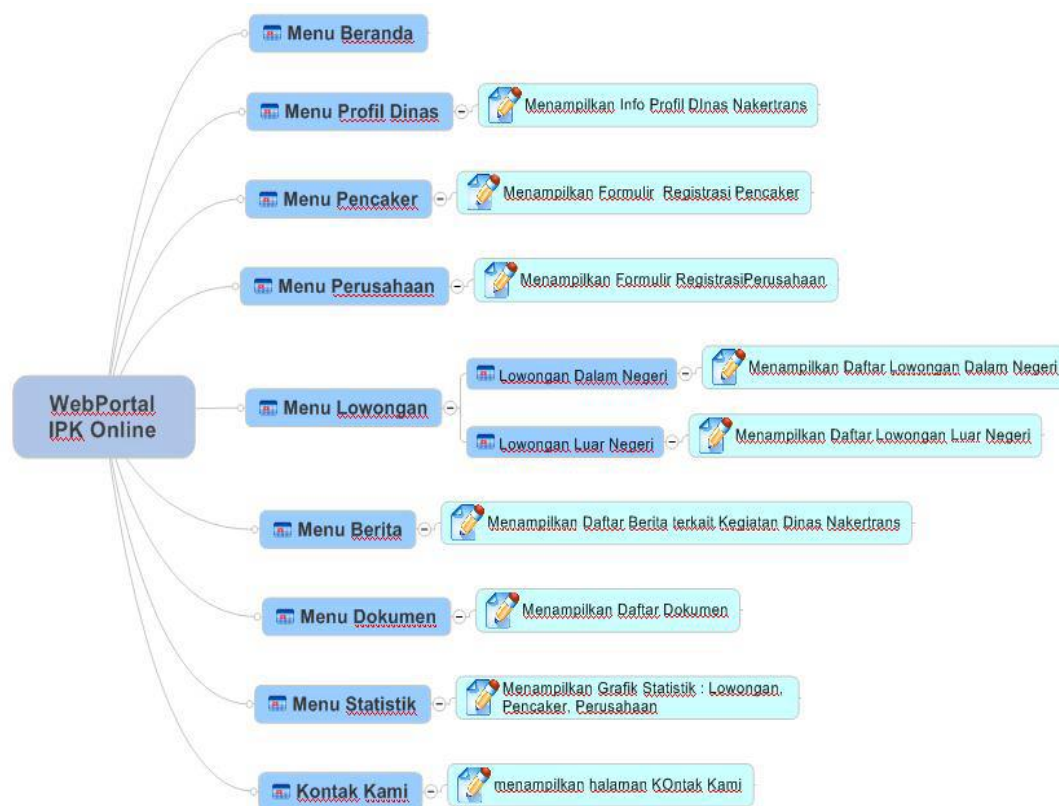 Menu Beranda
Menu Profil Dinas
Menampilkan Info Profil DInas Nakertrans
Menu Pencaker
Menampilkan Formulir Registrasi Pencaker
Menu Perusahaan
Menampilkan Formulir RegistrasiPerusahaan
WebPortal
IPK Online
Menu Lowongan
Lowongan Dalam Negeri
Menampilkan Daftar Lowongan Dalam Negeri
Lowongan Luar Negeri
Menampilkan Daftar Lowongan Luar Negeri
Menu Berita
Menampilkan Daftar Berita terkait Kegiatan Dinas Nakertrans
Menu Dokumen
Menampilkan Daftar Dokumen
Menu Statistik
Menampilkan Grafik Statistik : Lowongan,
Pencaker, Perusahaan
Kontak Kami
menampilkan halaman KOntak Kami